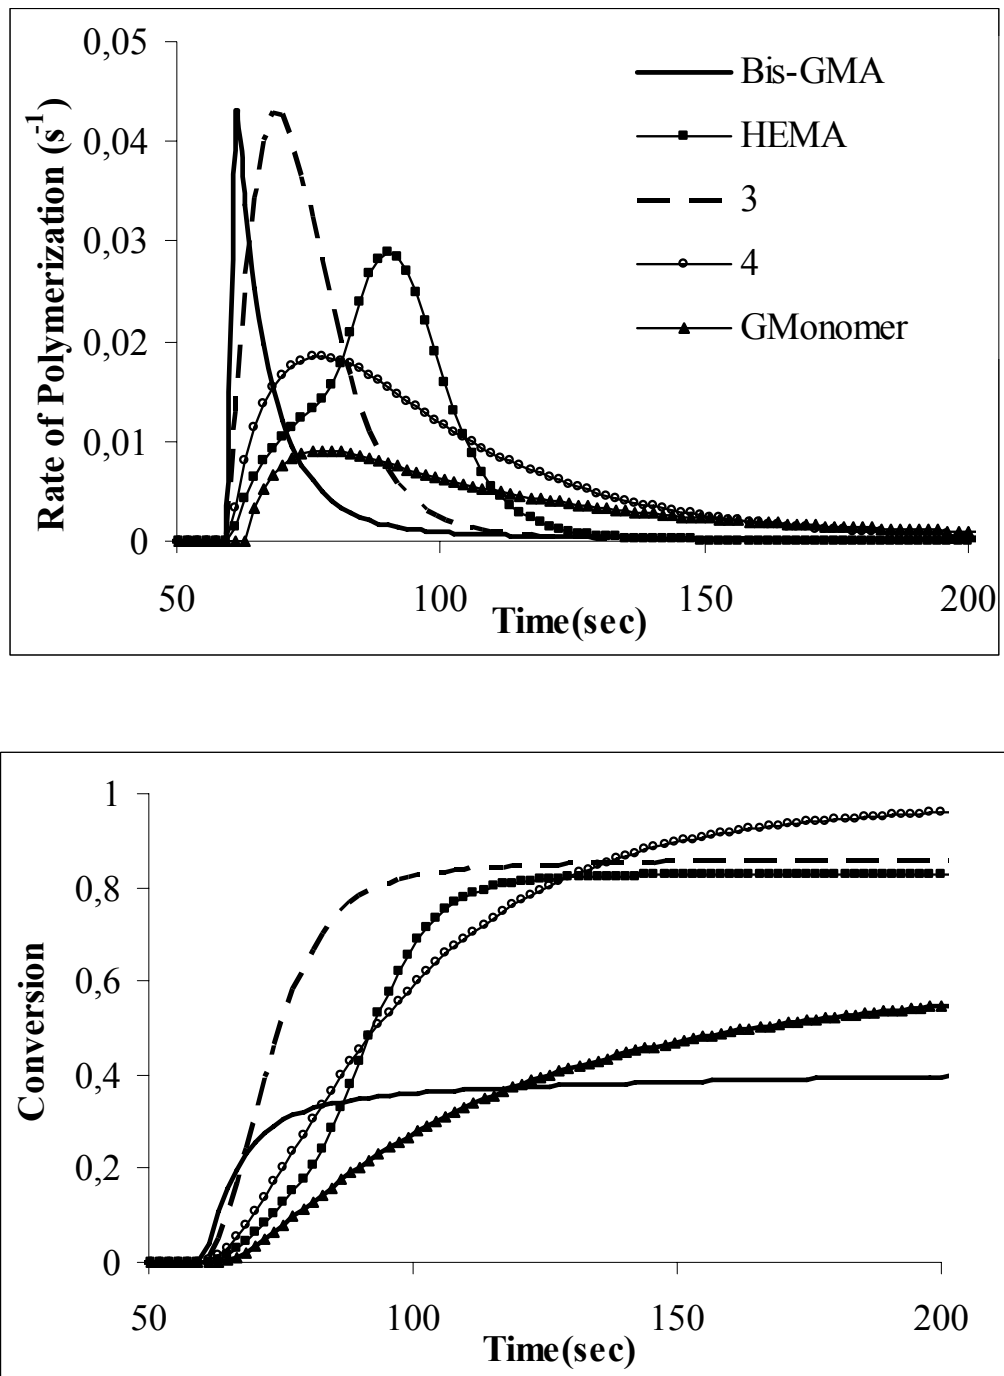 0,05
0,04
0,03
0,02
0,01
0
Rate of Polymerization (s-1)
Bis-GMA
HEMA
3
4
GMonomer
50 100 150 200
Time(sec)
1
0,8
0,6
0,4
0,2
0
Conversion
50 100 150 200
Time(sec)